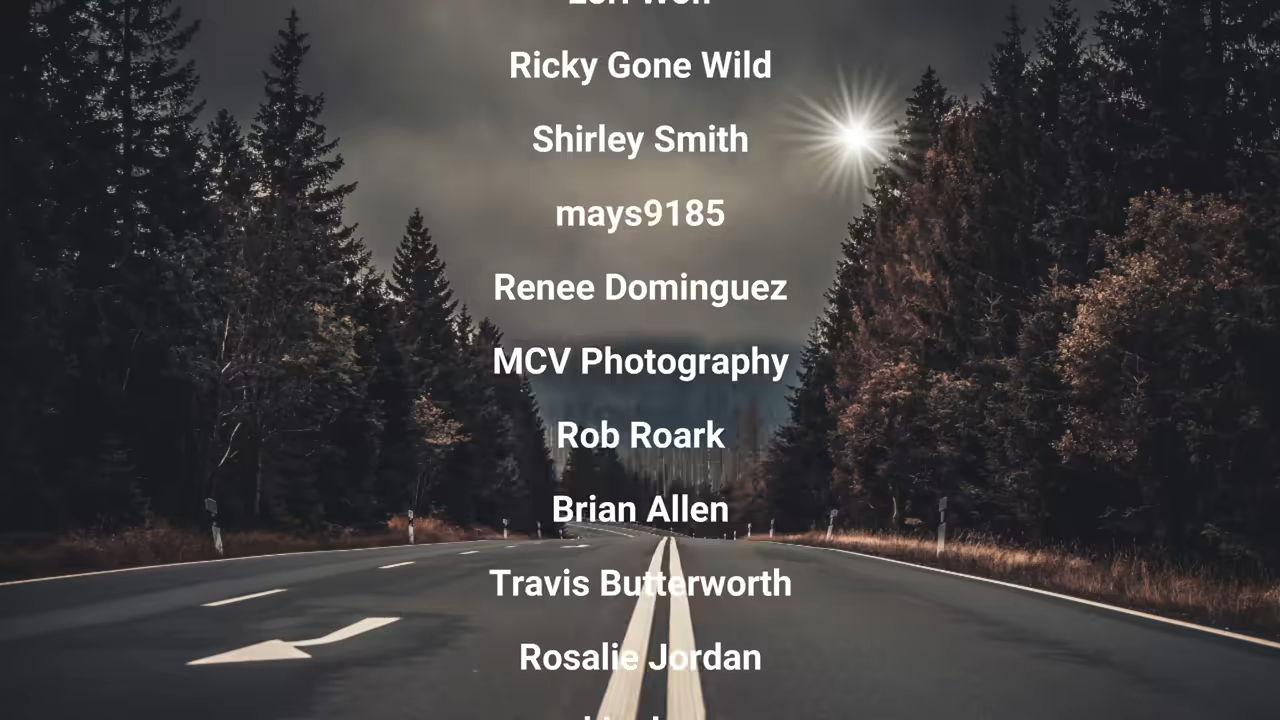 Ricky Gone Wild
Shirley Smith
mays9185
Renee Dominguez
MCV Photography
Rob Roark
Brian Allen
Travis Butterworth
Rosalie Jordan